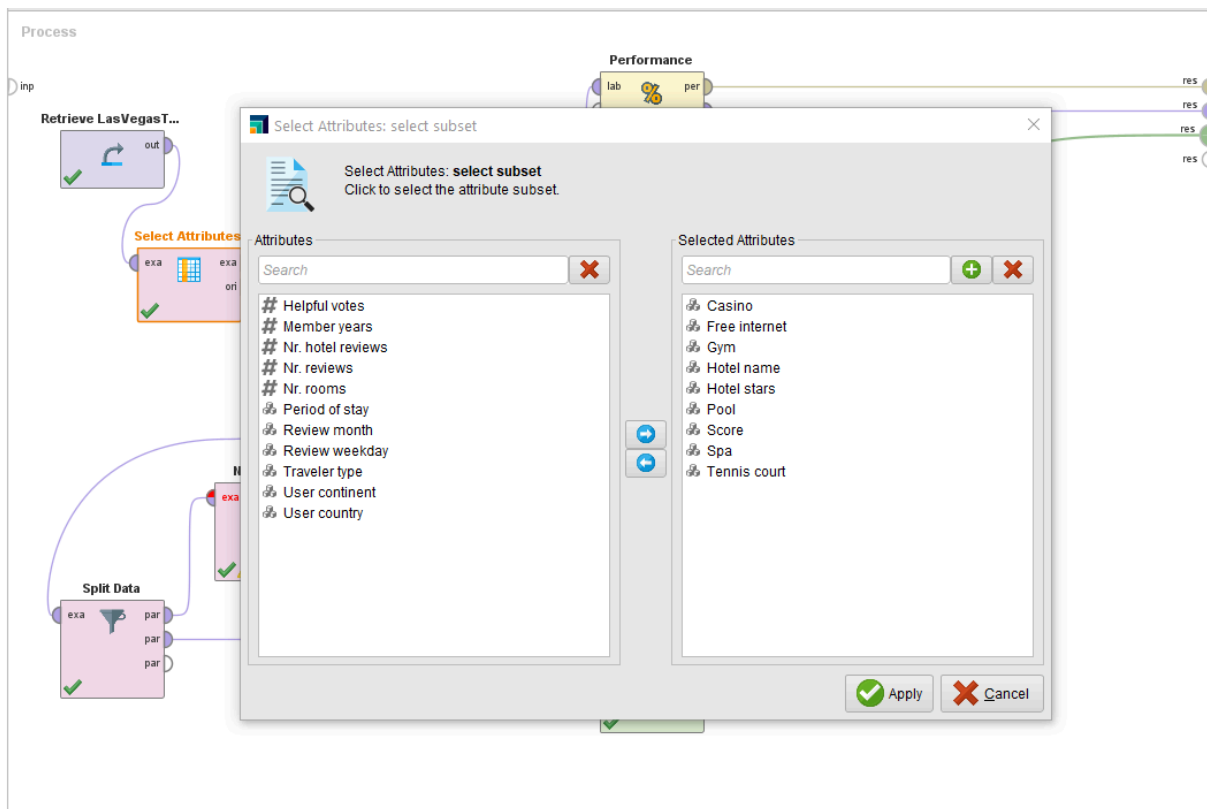 Process
Performance
inp
lab
per
res
res
Retrieve LasVegasT...
out
res
res
Select Attributes: select subset
Select Attributes: select subset
Click to select the attribute subset.
Select Attributes
exa
exa
ori
Attributes
Search
Helpful votes
Member years
Nr. hotel reviews
Nr. reviews
Nr. rooms
Period of stay
Review month
Review weekday
Traveler type
User continent
User country
Selected Attributes
Search
Casino
Free internet
Gym
Hotel name
Hotel stars
Pool
Score
Spa
Tennis court
N
exa
Split Data
exa
par
par
par
Apply
Cancel